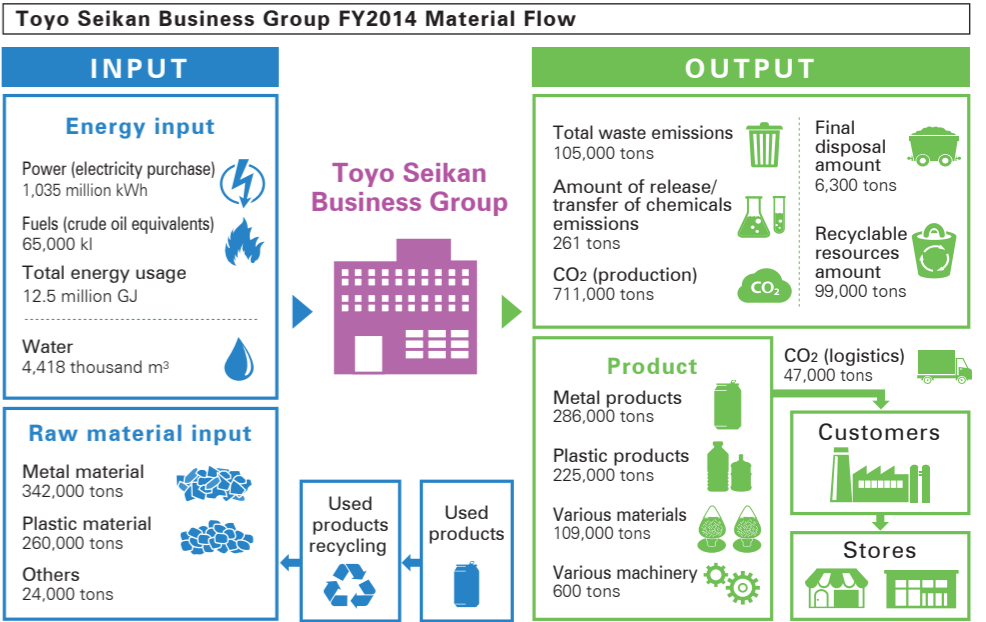 Toyo Seikan Business Group FY2014 Material Flow
INPUT
Energy input
Power (electricity purchase)
1,035 million kWh
Fuels (crude oil equivalents)
65,000 kl
Total energy usage
12.5 million GJ
Water
4,418 thousand m³
Raw material input
Metal material
342,000 tons
Plastic material
260,000 tons
Others
24,000 tons
Used
products
recycling
Used
products
Toyo Seikan
Business Group
OUTPUT
Total waste emissions
105,000 tons
Amount of release/
transfer of chemicals
emissions
261 tons
CO2 (production)
711,000 tons
CO2
Final
disposal
amount
6,300 tons
Recyclable
resources
amount
99,000 tons
Product
Metal products
286,000 tons
Plastic products
225,000 tons
Various materials
109,000 tons
Various machinery
600 tons
CO2 (logistics)
47,000 tons
Customers
Stores